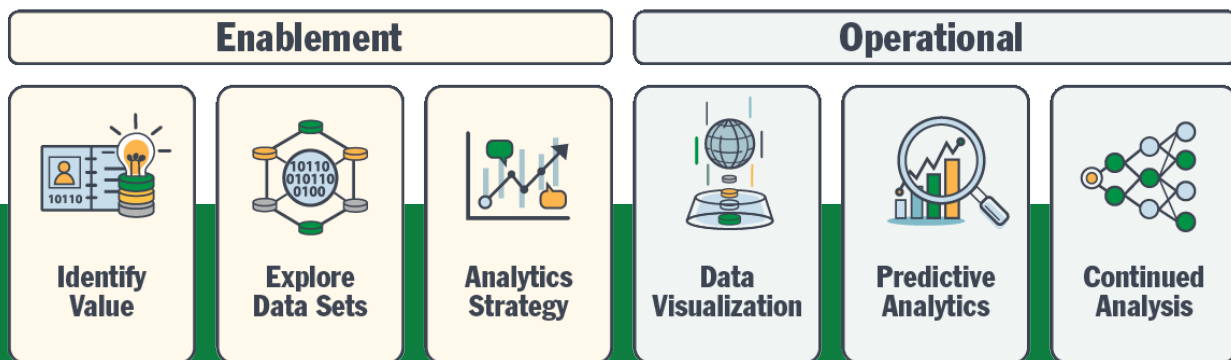 Enablement
Operational
10110
Identify
Value
10110
010110
0100
Explore
Data Sets
Analytics
Strategy
Data
Visualization
Predictive
Analytics
Continued
Analysis